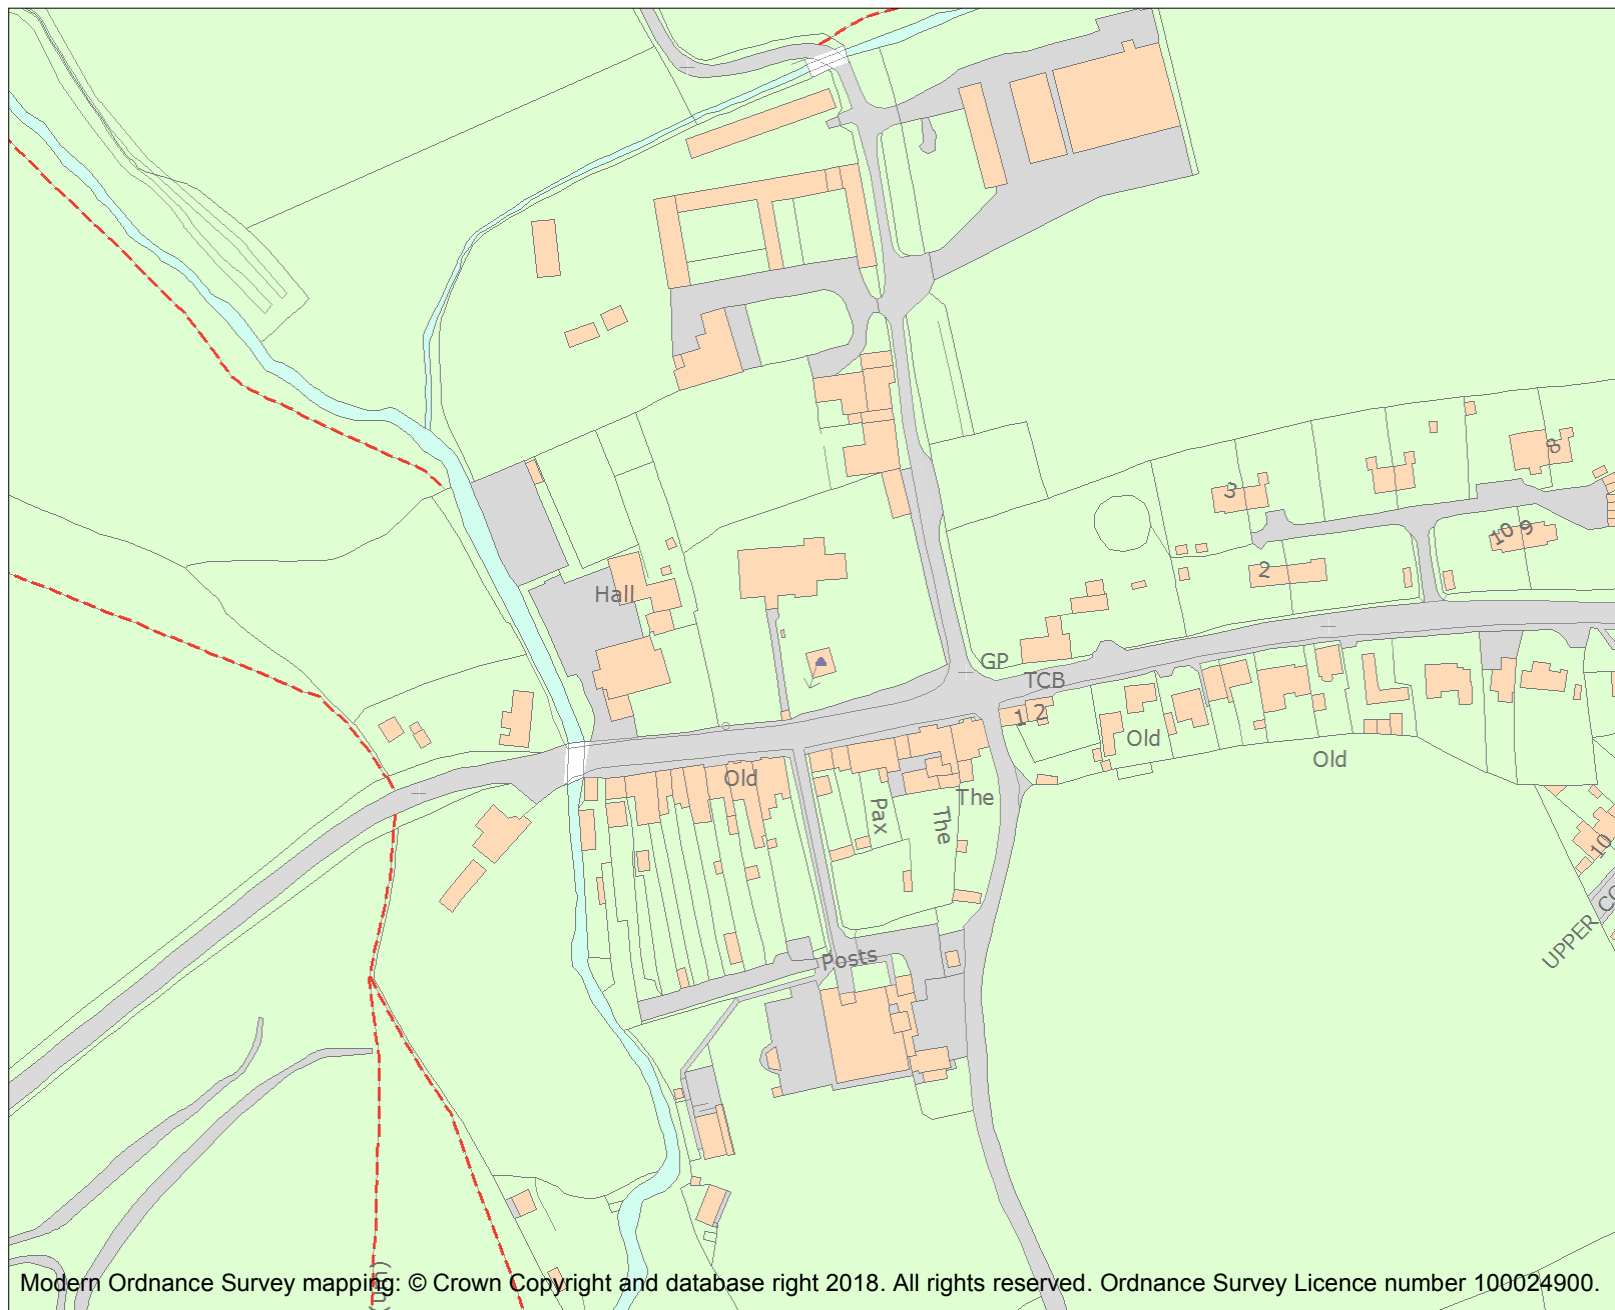 8
3
10 9
2
Hall
GP
TCB
1 2
Old
Old
Old
The
Pax
The
10
UPPER CO
Posts
Modern Ordnance Survey mapping: © Crown Copyright and database right 2018. All rights reserved. Ordnance Survey Licence number 100024900.